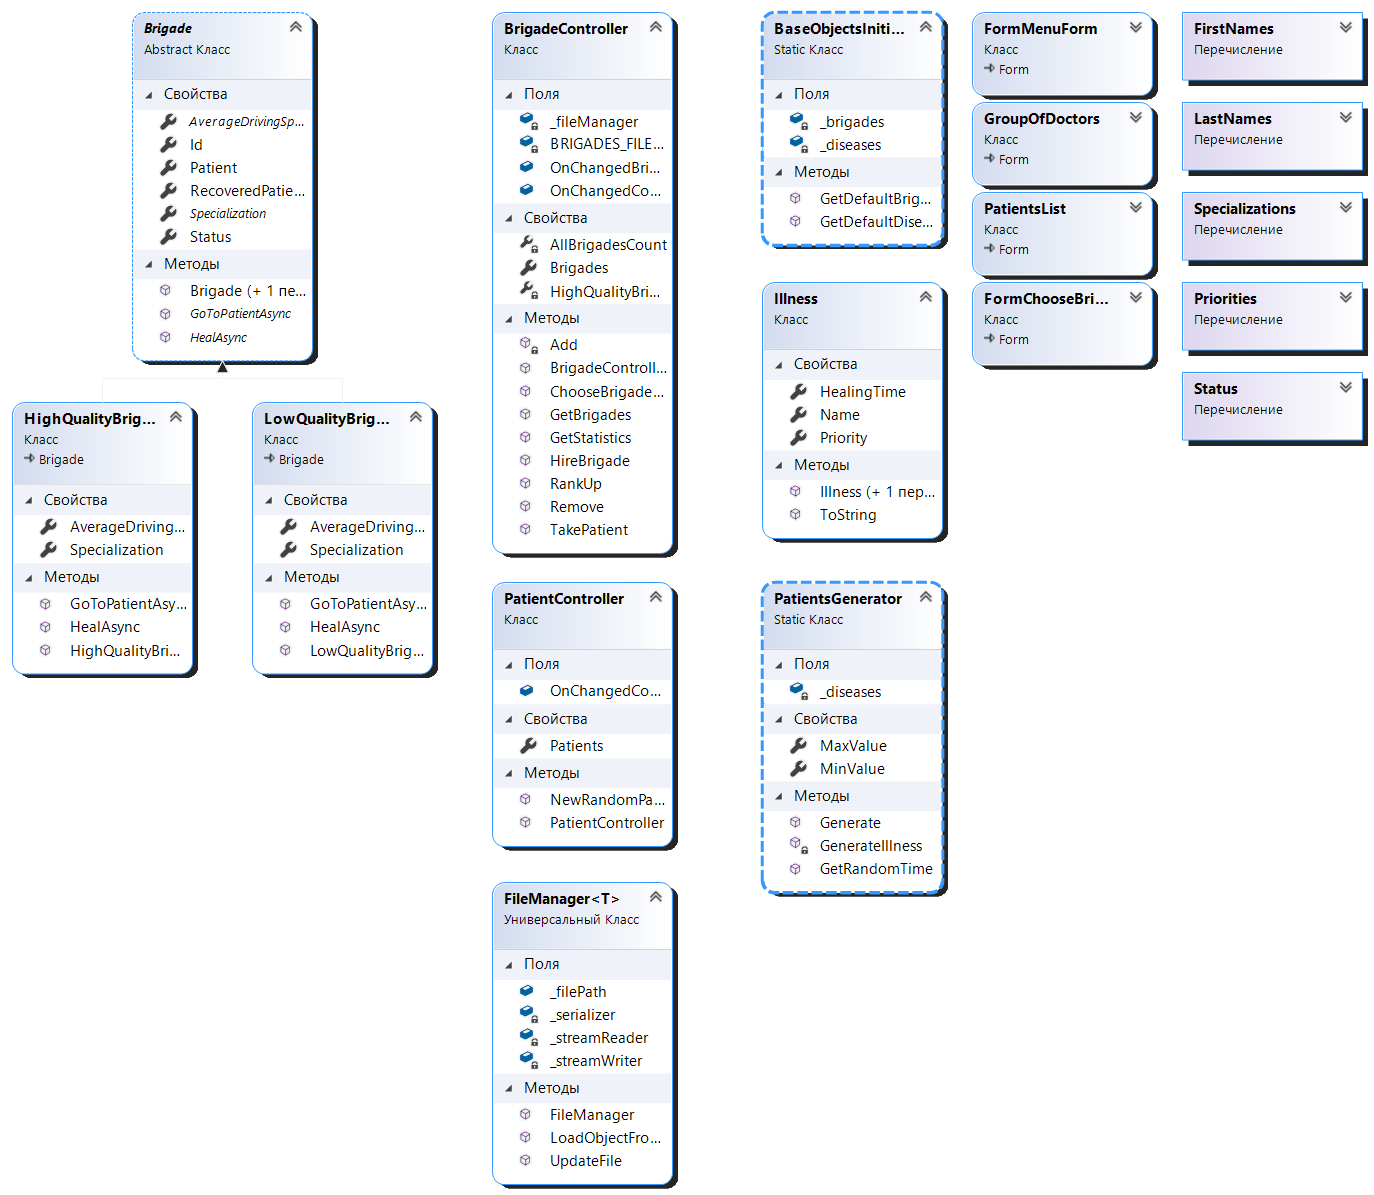 Brigade
Abstract Класс
Свойства
AverageDrivingSp...
Id
Patient
RecoveredPatie...
Specialization
Status
Методы
Brigade (+ 1 пе...
GoToPatientAsync
HealAsync
HighQualityBrig...
Класс
Brigade
Свойства
AverageDriving...
Specialization
Методы
GoToPatientAsy...
HealAsync
HighQualityBri...
LowQualityBrig...
Класс
Brigade
Свойства
AverageDriving...
Specialization
Методы
GoToPatientAsy...
HealAsync
LowQualityBrig...
BrigadeController
Класс
Поля
_fileManager
BRIGADES_FILE...
OnChangedBri...
OnChangedCo...
Свойства
AllBrigadesCount
Brigades
HighQualityBri...
Методы
Add
BrigadeControll...
ChooseBrigade...
GetBrigades
GetStatistics
HireBrigade
RankUp
Remove
TakePatient
PatientController
Класс
Поля
OnChangedCo...
Свойства
Patients
Методы
NewRandomPa...
PatientController
FileManager<T>
Универсальный Класс
Поля
_filePath
_serializer
_streamReader
_streamWriter
Методы
FileManager
LoadObjectFro...
UpdateFile
BaseObjectsIniti...
Static Класс
Поля
_brigades
_diseases
Методы
GetDefaultBrig...
GetDefaultDise...
Illness
Класс
Свойства
HealingTime
Name
Priority
Методы
Illness (+ 1 пер...
ToString
PatientsGenerator
Static Класс
Поля
_diseases
Свойства
MaxValue
MinValue
Методы
Generate
GenerateIllness
GetRandomTime
FormMenuForm
Класс
Form
GroupOfDoctors
Класс
Form
PatientsList
Класс
Form
FormChooseBri...
Класс
Form
FirstNames
Перечисление
LastNames
Перечисление
Specializations
Перечисление
Priorities
Перечисление
Status
Перечисление